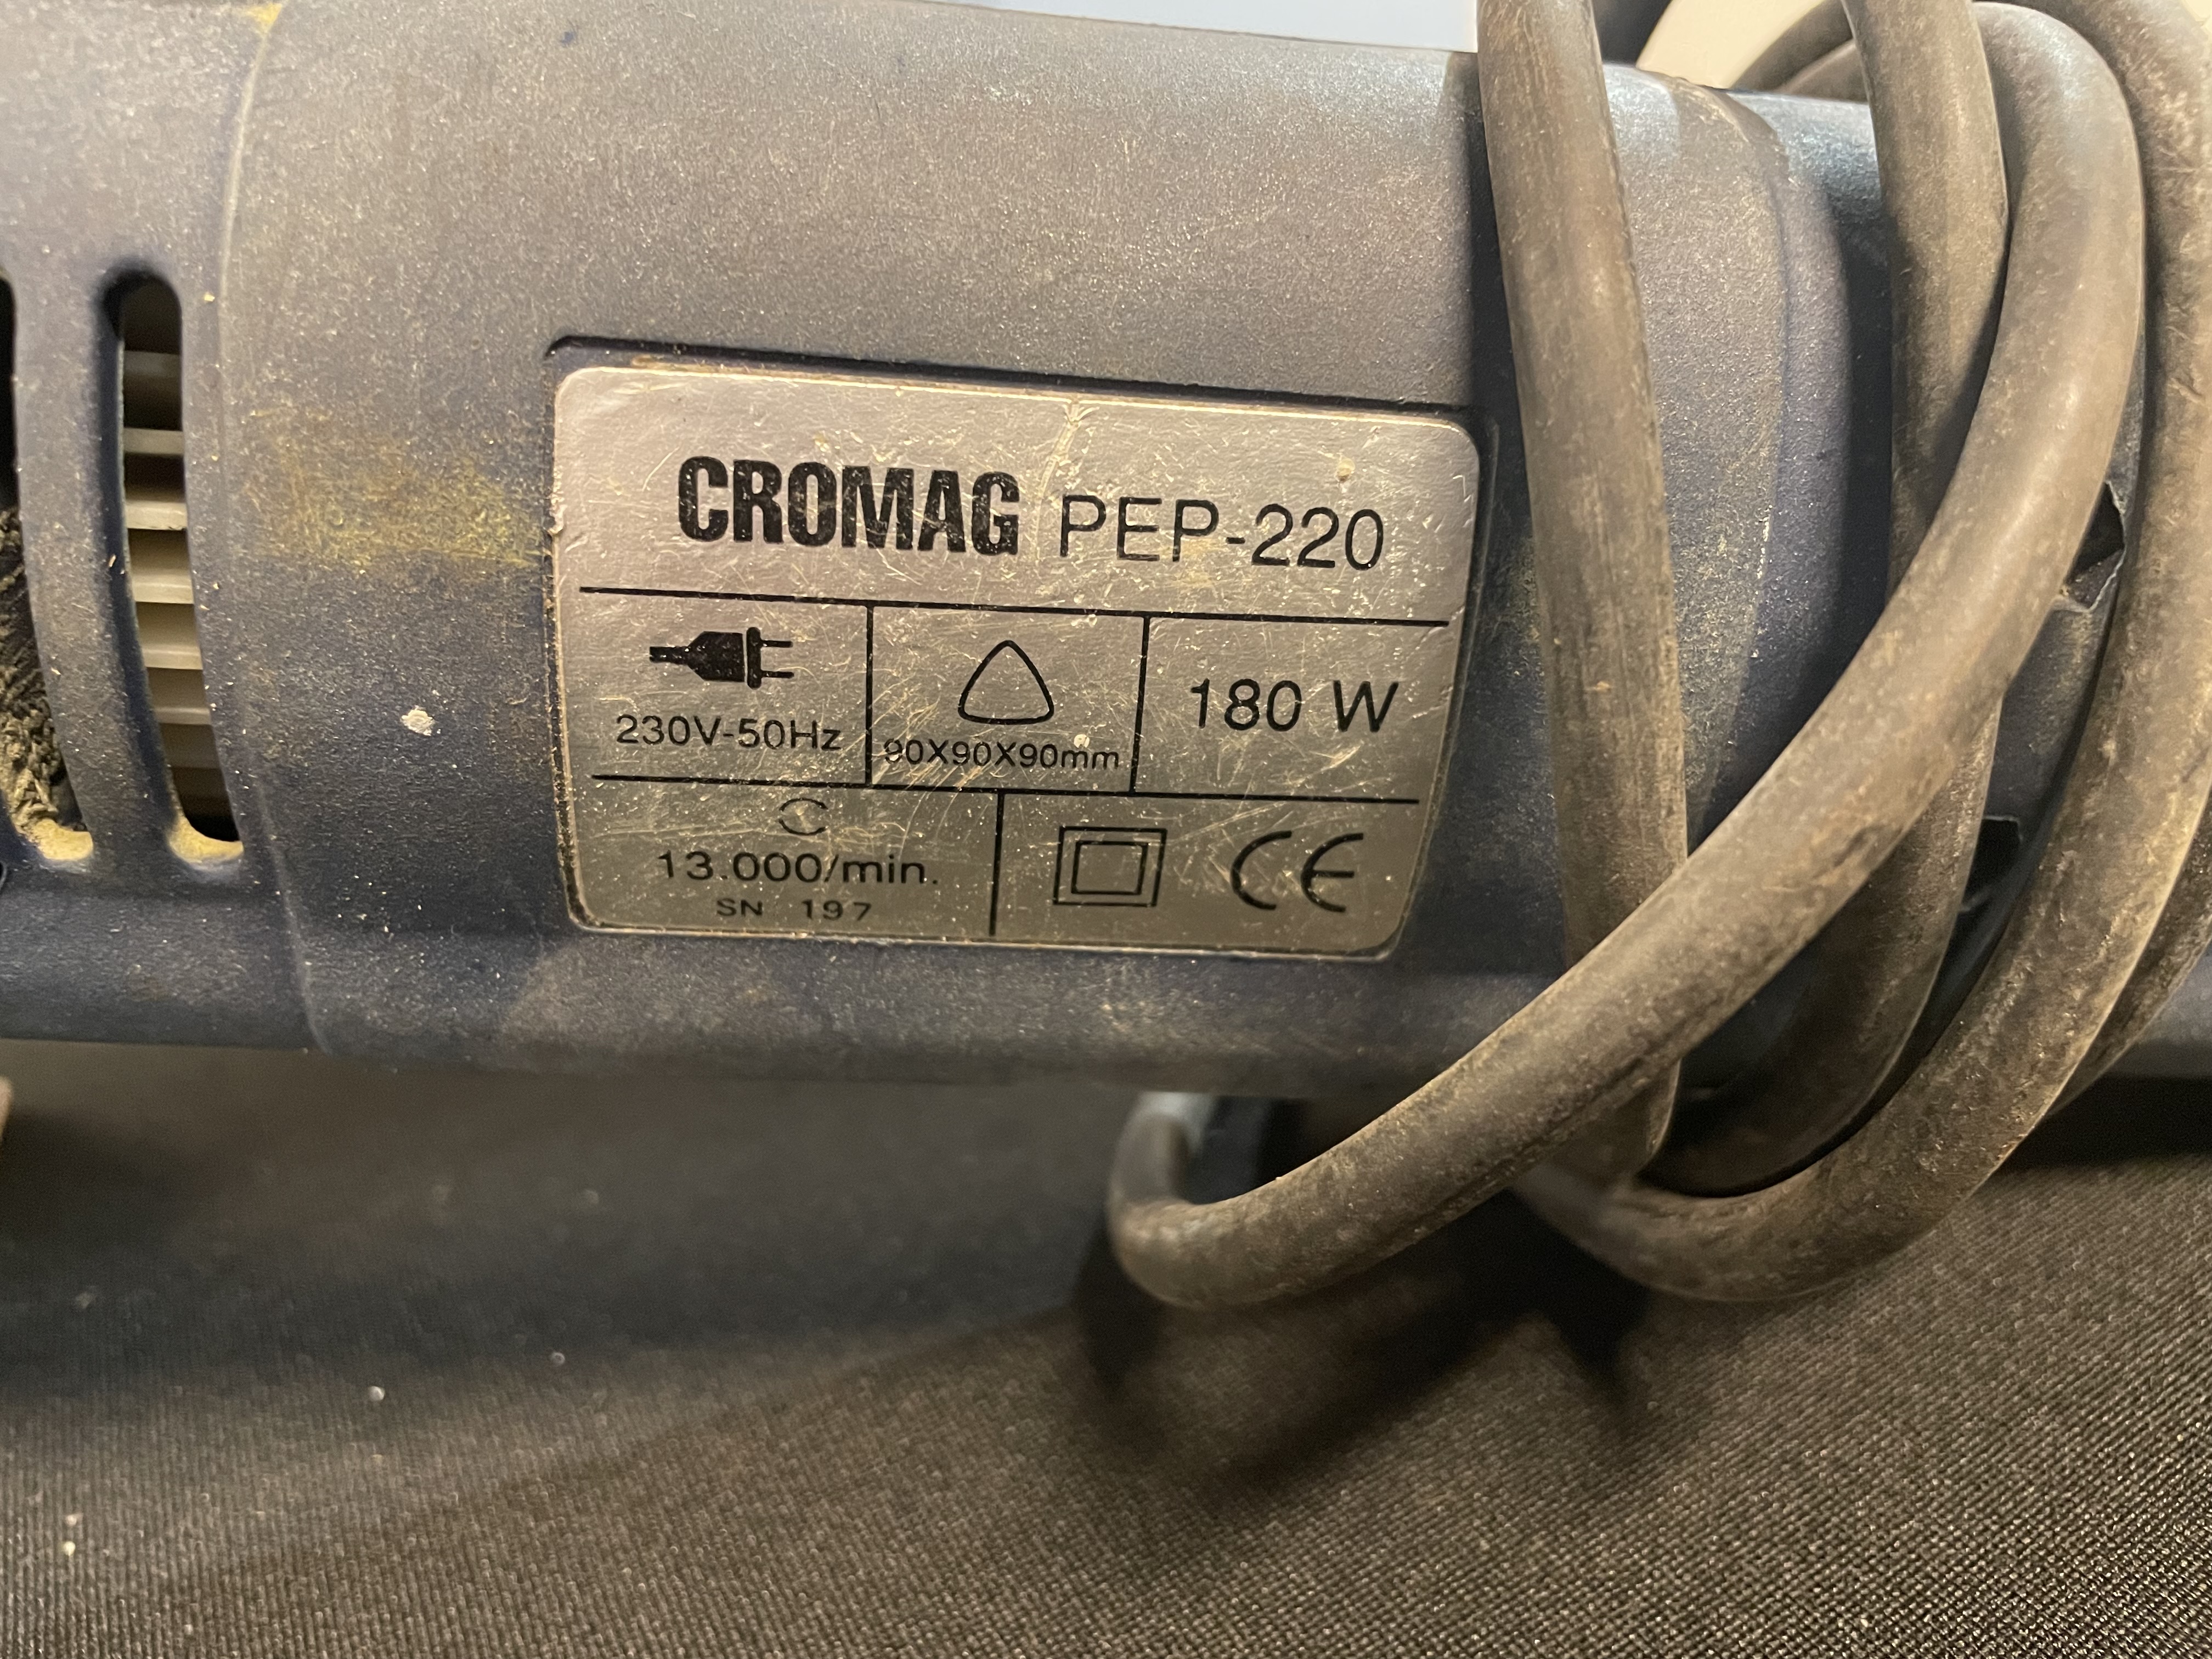 CROMAG PEP-220
230V-50Hz
90X90X90mm
180 W
13.000/min.
SN 197
CE